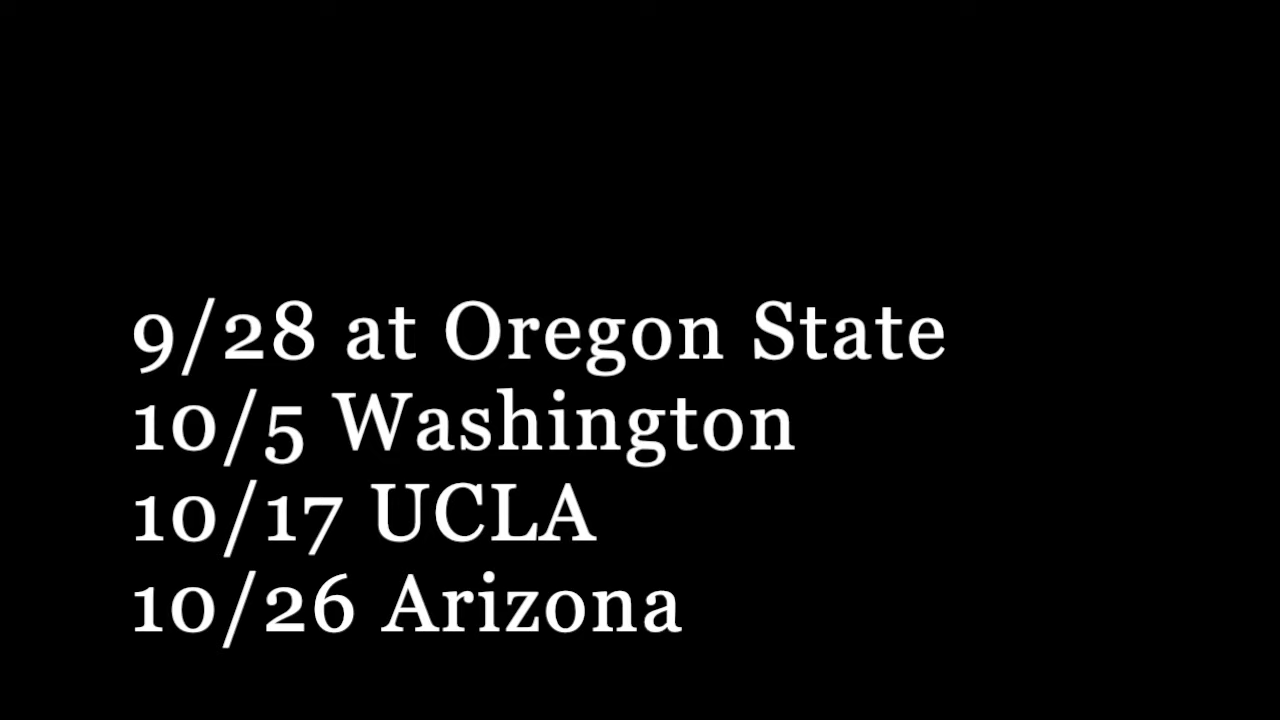 9/28 at Oregon State
10/5 Washington
10/17 UCLA
10/26 Arizona